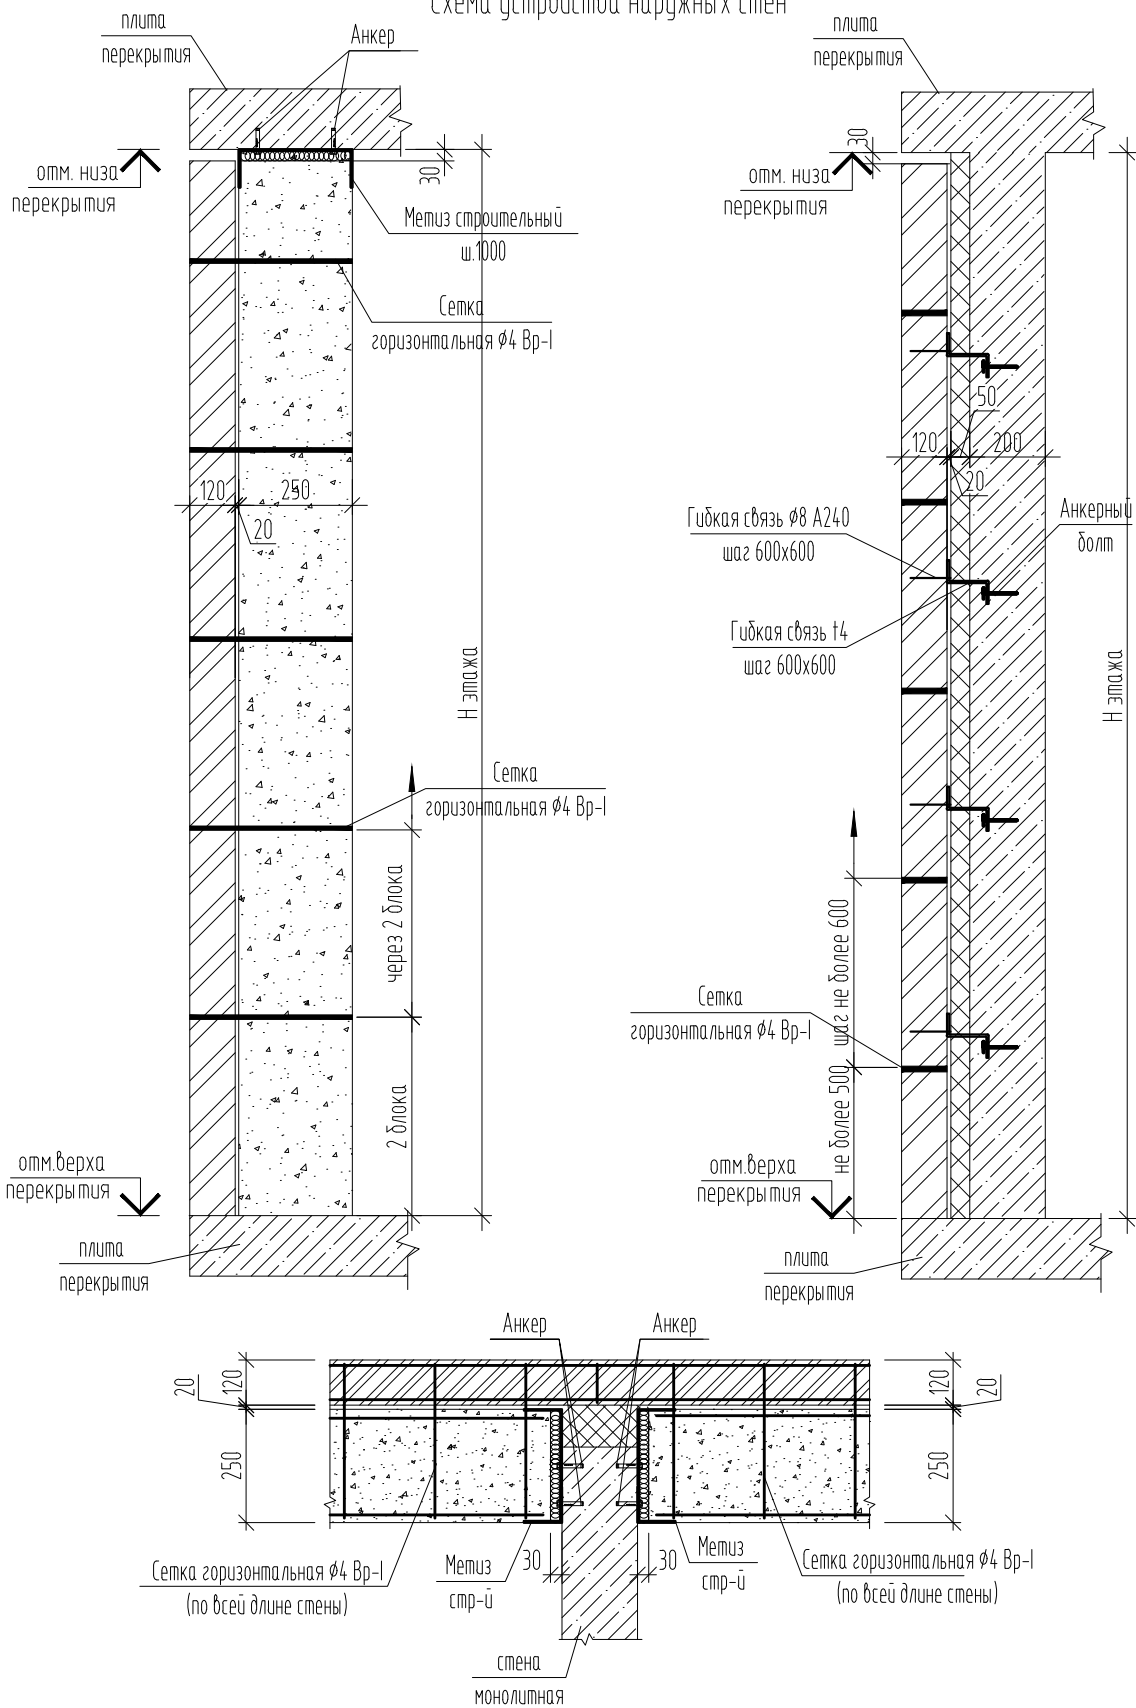 Схема устройства наружных стен
плита
перекрытия
Анкер
отм. низа
перекрытия
30
Метиз строительный
ш.1000
Сетка
горизонтальная Ø4 Вр-I
120
250
20
Н этажа
Сетка
горизонтальная Ø4 Вр-I
через 2 блока
2 блока
отм.верха
перекрытия
плита
перекрытия
плита
перекрытия
30
отм. низа
перекрытия
50
120
200
20
Гибкая связь Ø8 А240
шаг 600х600
Анкерный
болт
Гибкая связь t4
шаг 600х600
Н этажа
шаг не более 600
Сетка
горизонтальная Ø4 Вр-I
не более 500
отм.верха
перекрытия
плита
перекрытия
Анкер
Анкер
20
120
250
120
20
250
30
30
Сетка горизонтальная Ø4 Вр-I
(по всей длине стены)
Метиз
стр-й
Метиз
стр-й
Сетка горизонтальная Ø4 Вр-I
(по всей длине стены)
стена
монолитная